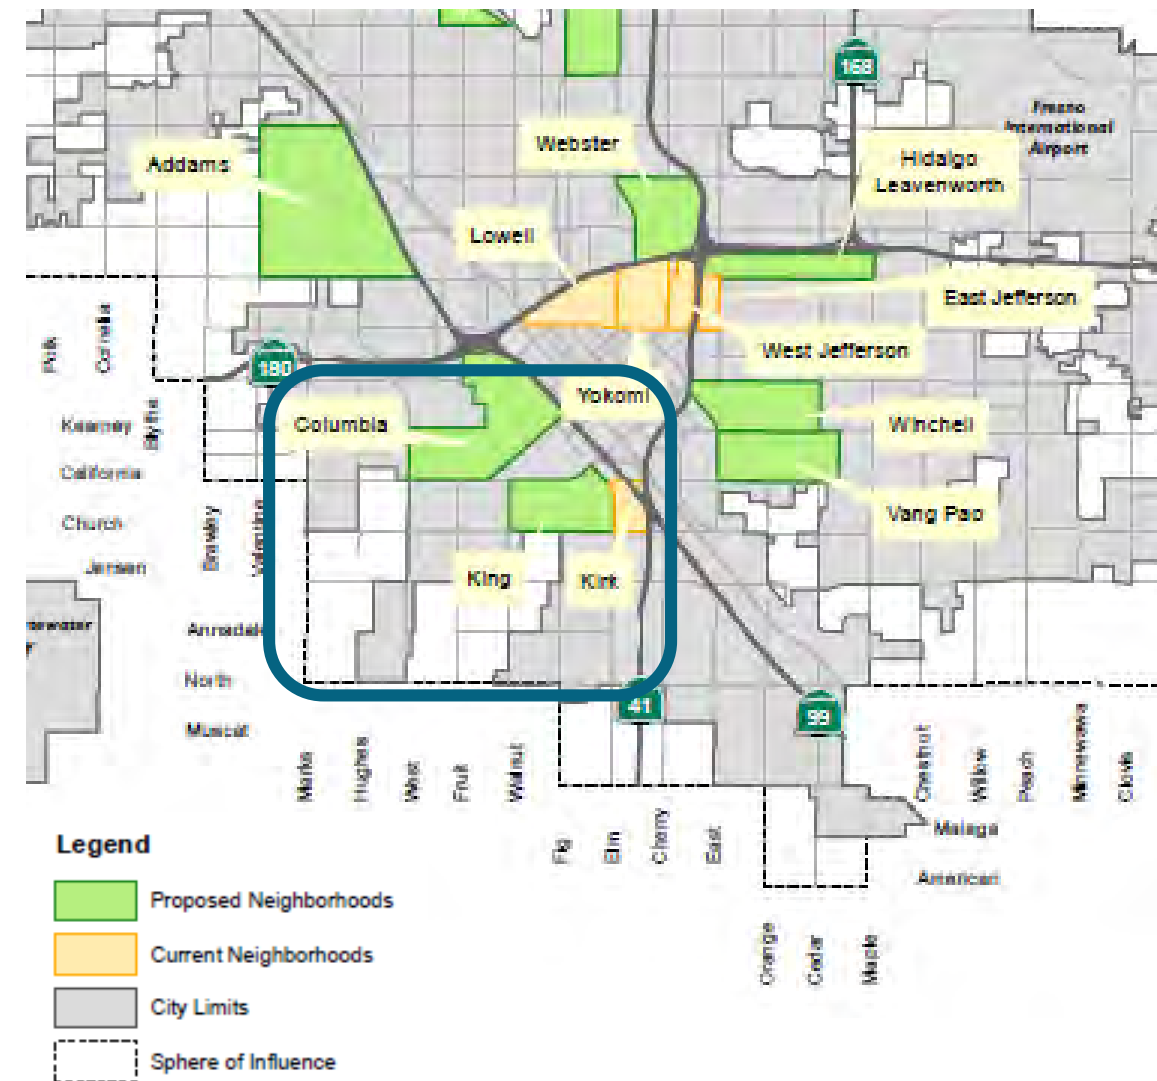 168
Fresno
International
Airport
Webster
Addams
Hidalgo
Leavenworth
Lowell
East Jefferson
West Jefferson
Polk
Cornelia
180
Yokomi
Blythe
Kearney
Columbia
Winchell
California
Church
Brawley
Valentine
Vang Pao
Jensen
King
Kirk
Annadale
North
41
99
Muscat
Marks
Hughes
West
Fruit
Walnut
Chestnut
Willow
Peach
Minnewawa
Clovis
Fig
Elm
Cherry
East
Malaga
American
Orange
Cedar
Maple
Legend
Proposed Neighborhoods
Current Neighborhoods
City Limits
Sphere of Influence